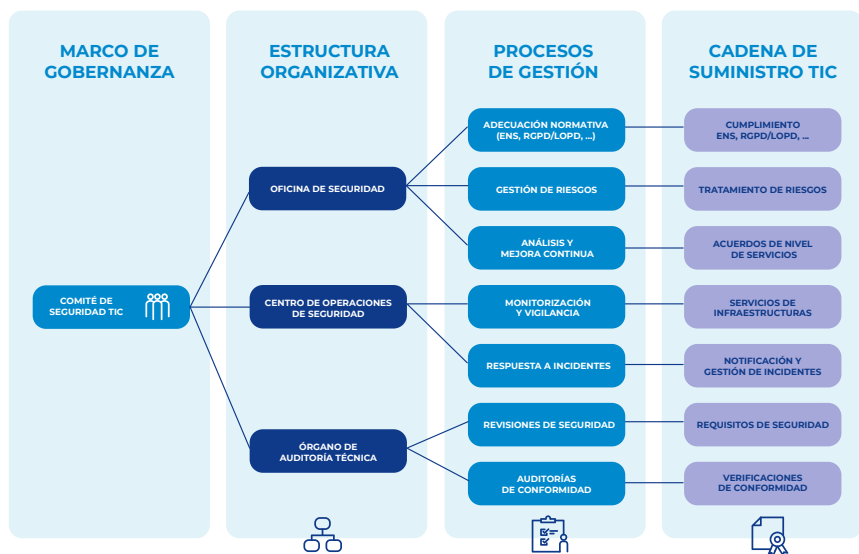 MARCO DE
GOBERNANZA
ESTRUCTURA
ORGANIZATIVA
PROCESOS
DE GESTIÓN
CADENA DE
SUMINISTRO TIC
COMITÉ DE
SEGURIDAD TIC
OFICINA DE SEGURIDAD
CENTRO DE OPERACIONES
DE SEGURIDAD
ÓRGANO DE
AUDITORÍA TÉCNICA
ADECUACIÓN NORMATIVA
(ENS, RGPD/LOPD, ...)
GESTIÓN DE RIESGOS
ANÁLISIS Y
MEJORA CONTINUA
MONITORIZACIÓN
Y VIGILANCIA
RESPUESTA A INCIDENTES
REVISIONES DE SEGURIDAD
AUDITORÍAS
DE CONFORMIDAD
CUMPLIMIENTO
ENS, RGPD/LOPD, ...
TRATAMIENTO DE RIESGOS
ACUERDOS DE NIVEL
DE SERVICIOS
SERVICIOS DE
INFRAESTRUCTURAS
NOTIFICACIÓN Y
GESTIÓN DE INCIDENTES
REQUISITOS DE SEGURIDAD
VERIFICACIONES
DE CONFORMIDAD